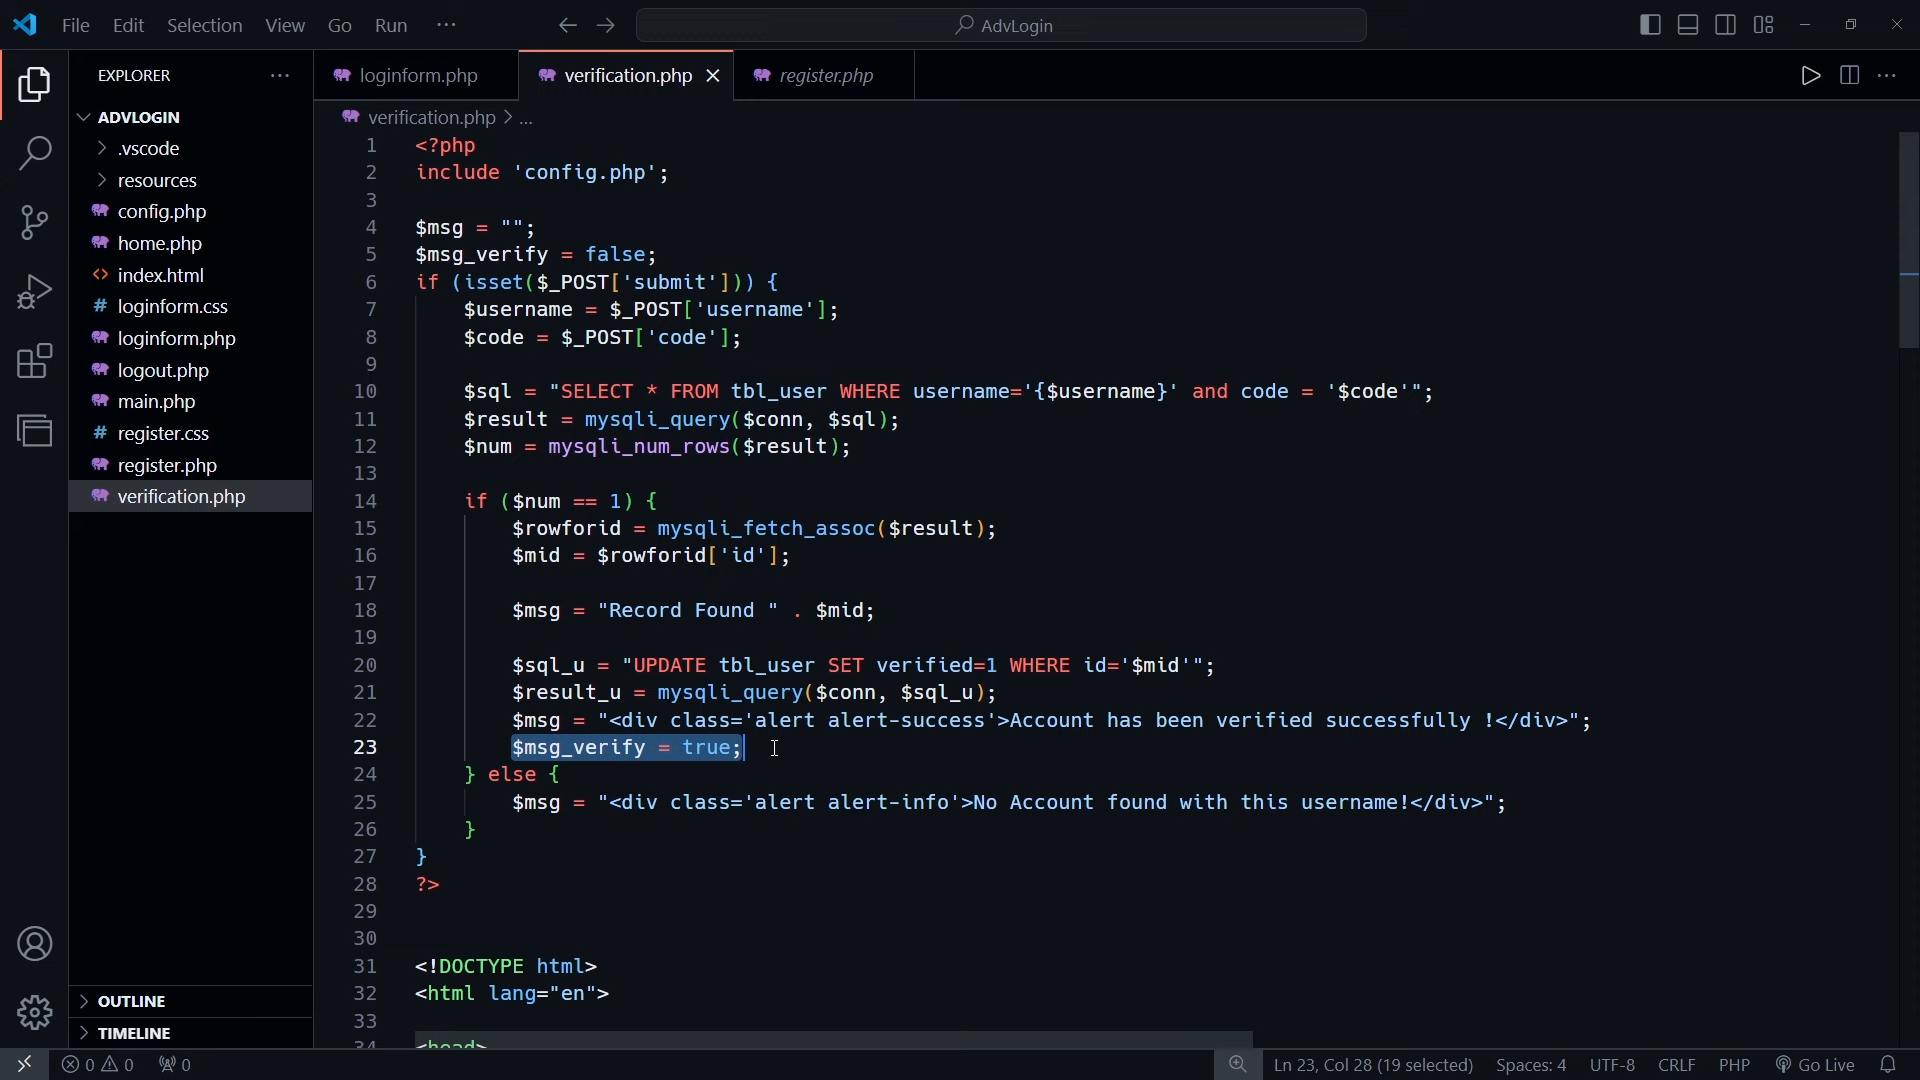 File Edit Selection View Go Run ··· AdvLogin
EXPLORER ···
ADVLOGIN
.vscode
resources
config.php
home.php
index.html
loginform.css
loginform.php
logout.php
main.php
register.css
register.php
verification.php
OUTLINE
TIMELINE
loginform.php verification.php register.php
verification.php > ...
1 <?php
2 include 'config.php';
3
4 $msg = "";
5 $msg_verify = false;
6 if (isset($_POST['submit'])) {
7 $username = $_POST['username'];
8 $code = $_POST['code'];
9
10 $sql = "SELECT * FROM tbl_user WHERE username='{$username}' and code = '$code'";
11 $result = mysqli_query($conn, $sql);
12 $num = mysqli_num_rows($result);
13
14 if ($num == 1) {
15 $rowforid = mysqli_fetch_assoc($result);
16 $mid = $rowforid['id'];
17
18 $msg = "Record Found " . $mid;
19
20 $sql_u = "UPDATE tbl_user SET verified=1 WHERE id='$mid'";
21 $result_u = mysqli_query($conn, $sql_u);
22 $msg = "<div class='alert alert-success'>Account has been verified successfully !</div>";
23 $msg_verify = true;
24 } else {
25 $msg = "<div class='alert alert-info'>No Account found with this username!</div>";
26 }
27 }
28 ?>
29
30
31 <!DOCTYPE html>
32 <html lang="en">
33
34 <head>
0 0 0 Ln 23, Col 28 (19 selected) Spaces: 4 UTF-8 CRLF PHP Go Live